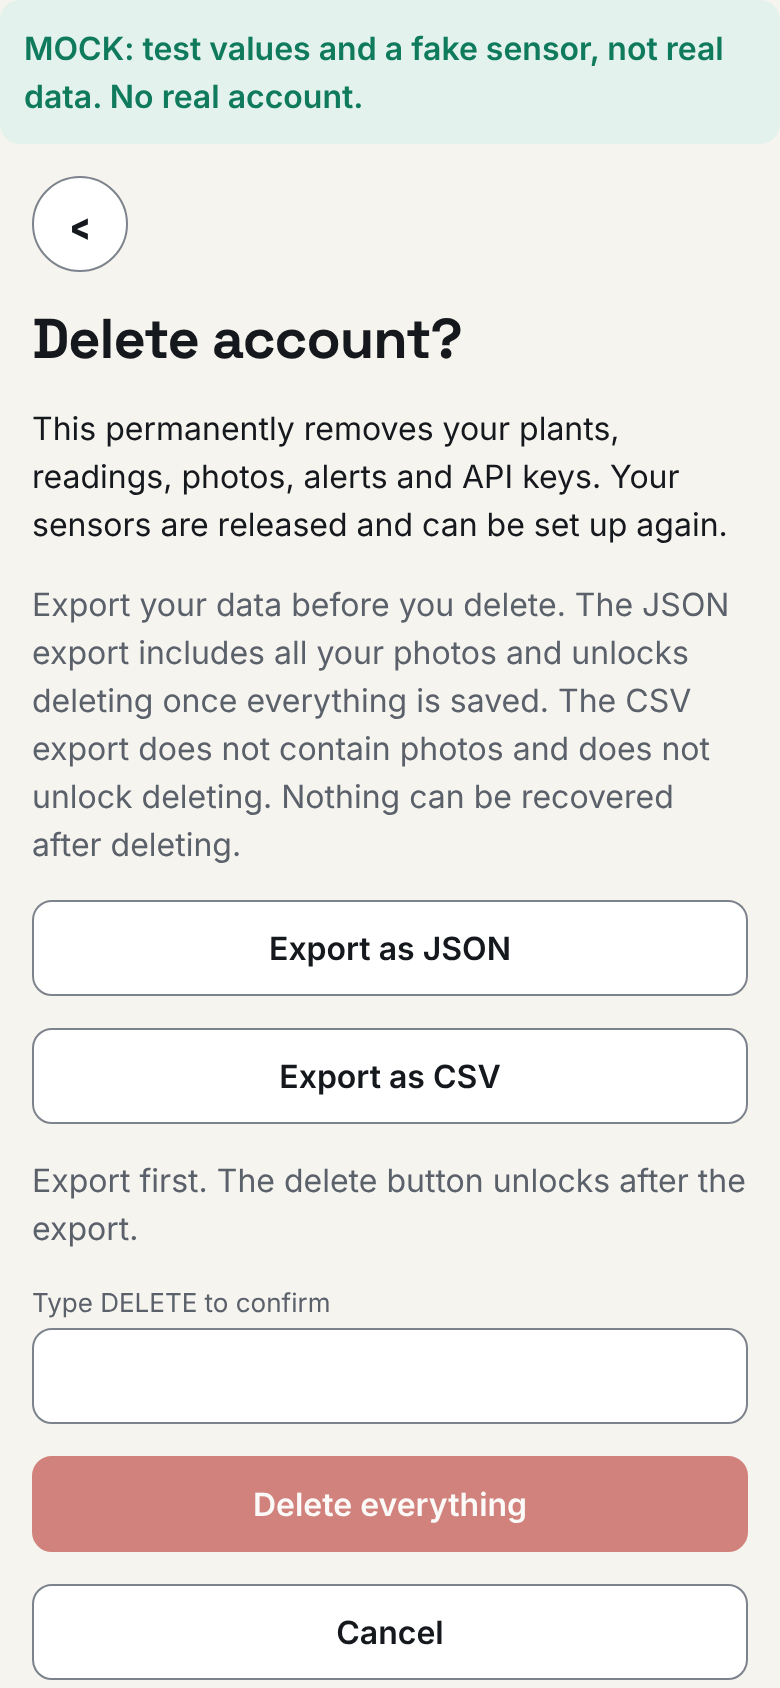 MOCK: test values and a fake sensor, not real
data. No real account.
<
Delete account?
This permanently removes your plants,
readings, photos, alerts and API keys. Your
sensors are released and can be set up again.
Export your data before you delete. The JSON
export includes all your photos and unlocks
deleting once everything is saved. The CSV
export does not contain photos and does not
unlock deleting. Nothing can be recovered
after deleting.
Export as JSON
Export as CSV
Export first. The delete button unlocks after the
export.
Type DELETE to confirm
Delete everything
Cancel